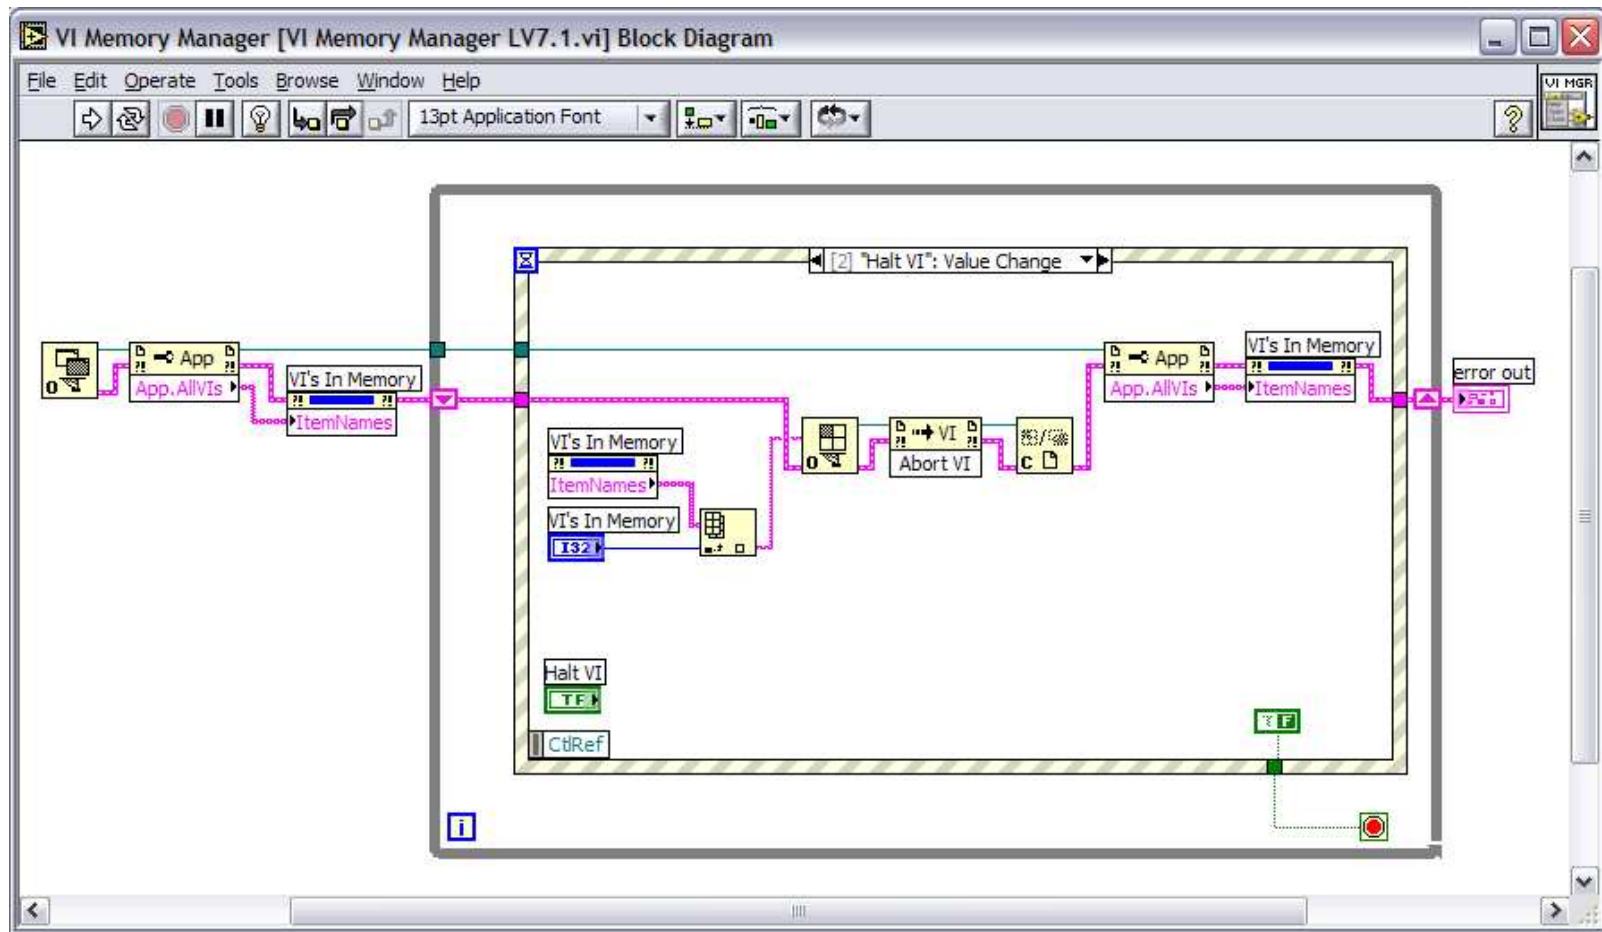 VI Memory Manager [VI Memory Manager LV7.1.vi] Block Diagram
File Edit Operate Tools Browse Window Help
VI MGR
13pt Application Font
[2] "Halt VI": Value Change
App
App.AllVIs
VI's In Memory
ItemNames
App
App.AllVIs
VI's In Memory
ItemNames
error out
VI's In Memory
ItemNames
VI
Abort VI
VI's In Memory
I32
Halt VI
TF
CtlRef
F
i